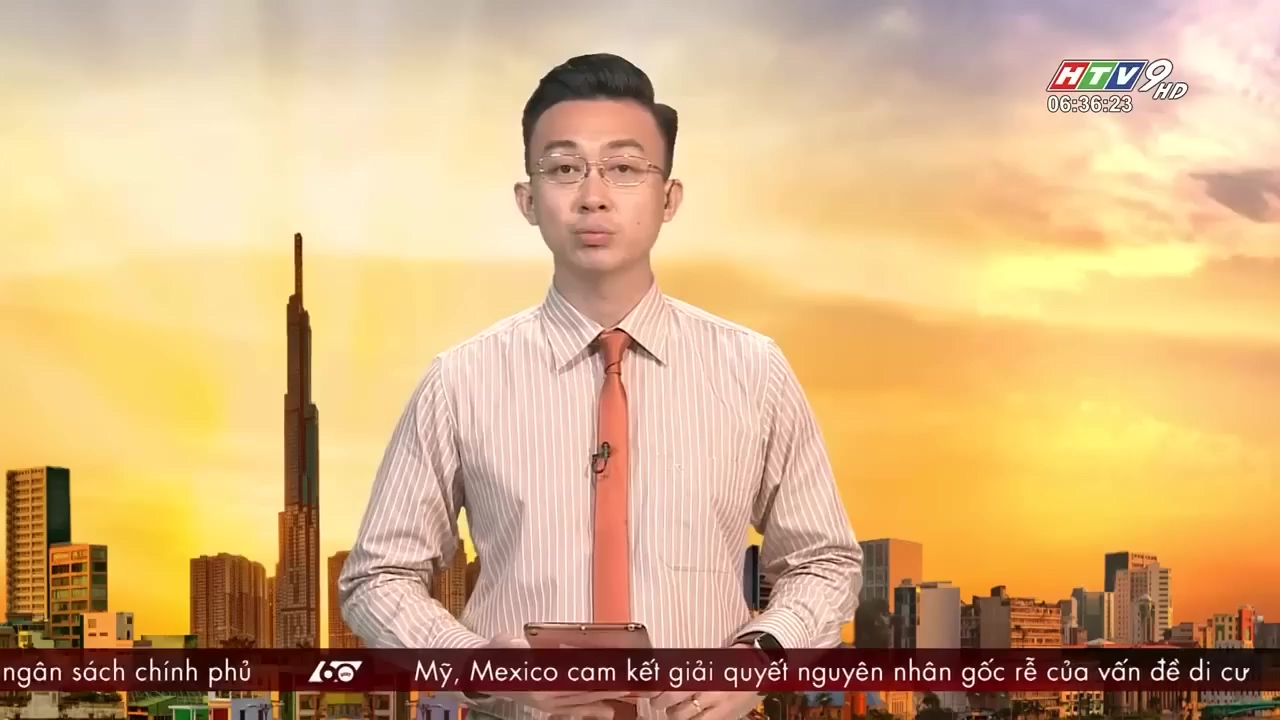 HTV9 HD
06:36:23
ngân sách chính phủ 60 Mỹ, Mexico cam kết giải quyết nguyên nhân gốc rễ của vấn đề di cư